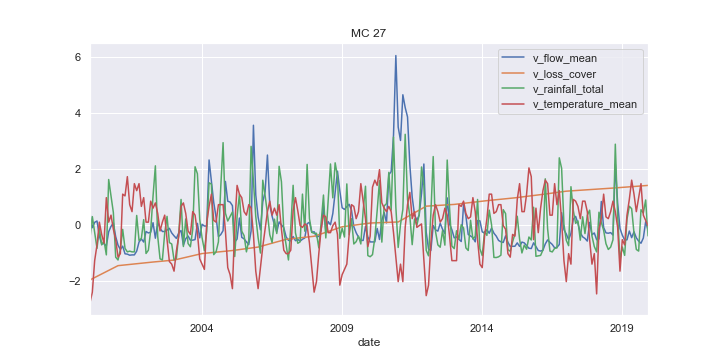 MC 27
v_flow_mean
v_loss_cover
v_rainfall_total
v_temperature_mean
6
4
2
0
−2
2004
2009
2014
2019
date